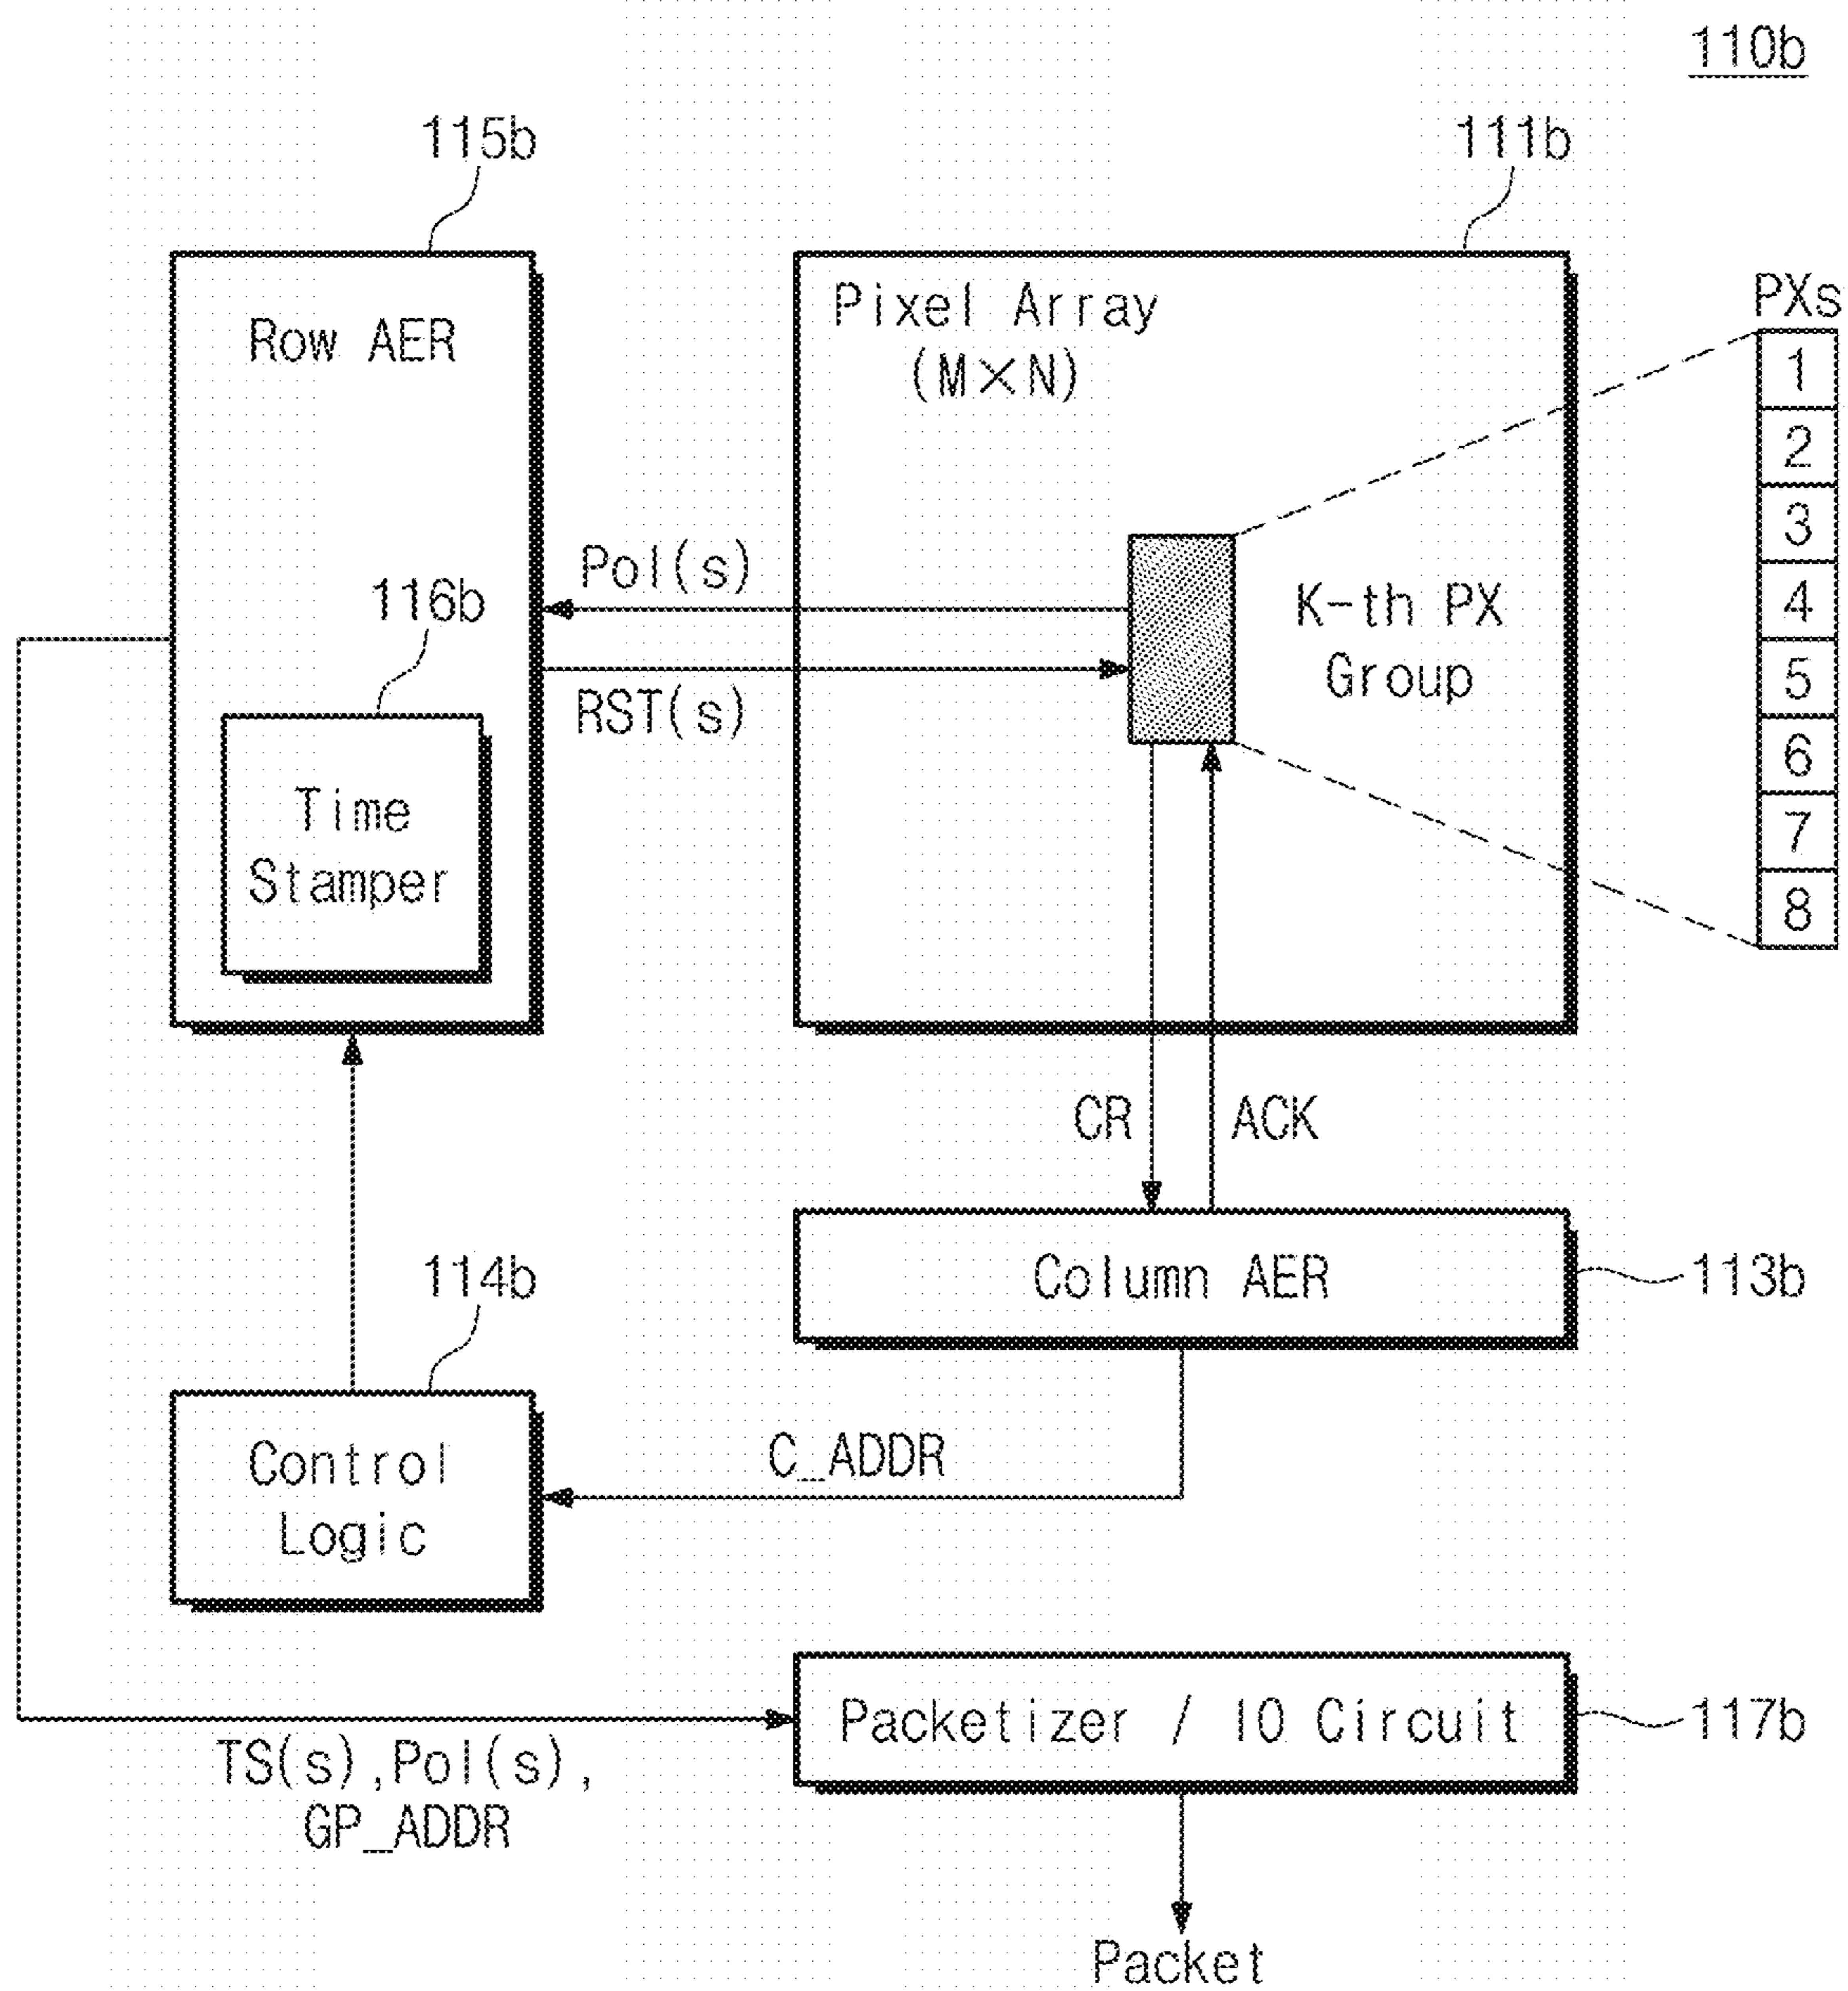 110b
115b
111b
PXs
Row AER
Pixel Array
(M×N)
1
2
3
4
5
6
7
8
Pol(s)
116b
K-th PX
Group
RST(s)
Time
Stamper
CR
ACK
114b
Column AER
113b
C_ADDR
Control
Logic
Packetizer / IO Circuit
117b
TS(s),Pol(s),
GP_ADDR
Packet